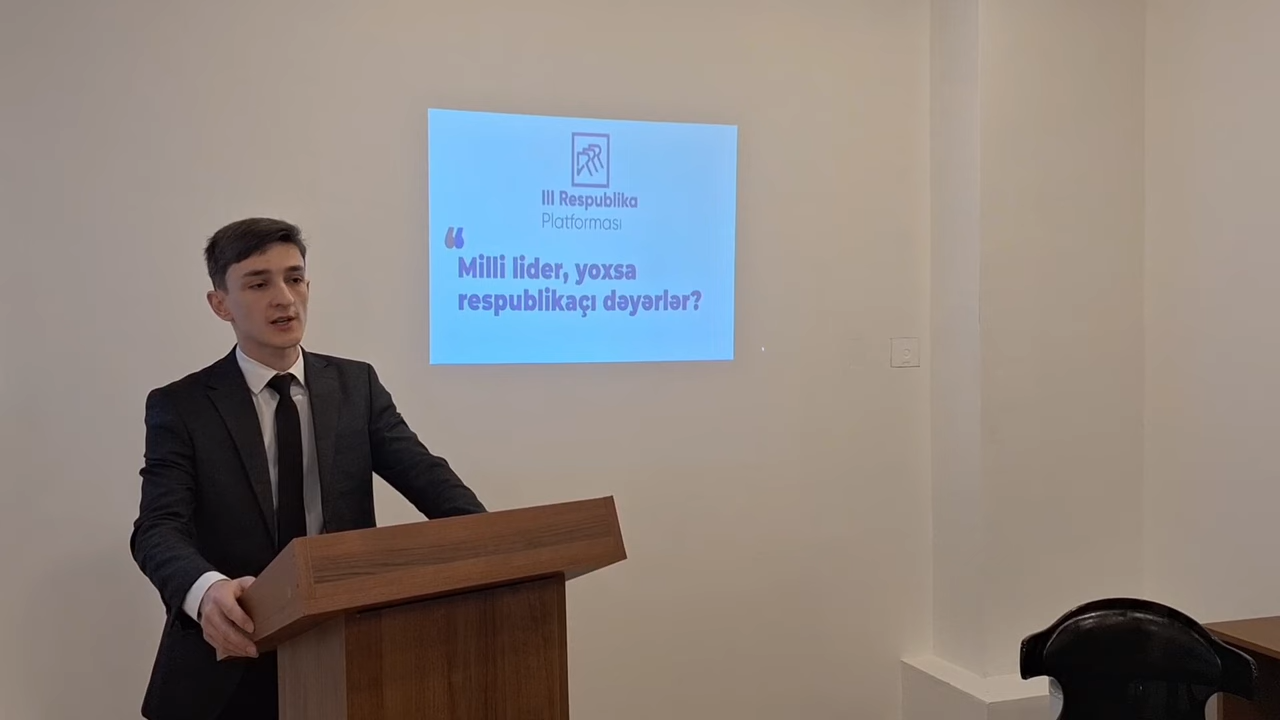 III Respublika
Platforması
“
Milli lider, yoxsa
respublikaçı dəyərlər?